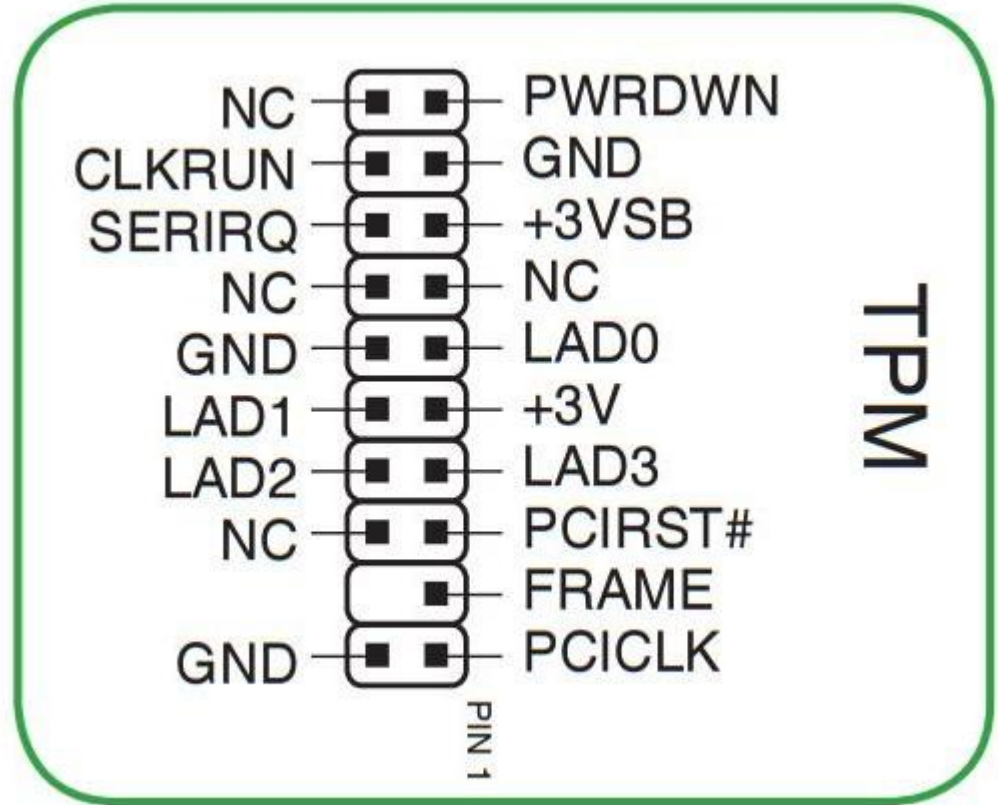 NC PWRDWN
CLKRUN GND
SERIRQ +3VSB
NC NC
GND LAD0
LAD1 +3V
LAD2 LAD3
NC PCIRST#
FRAME
GND PCICLK
PIN 1
TPM